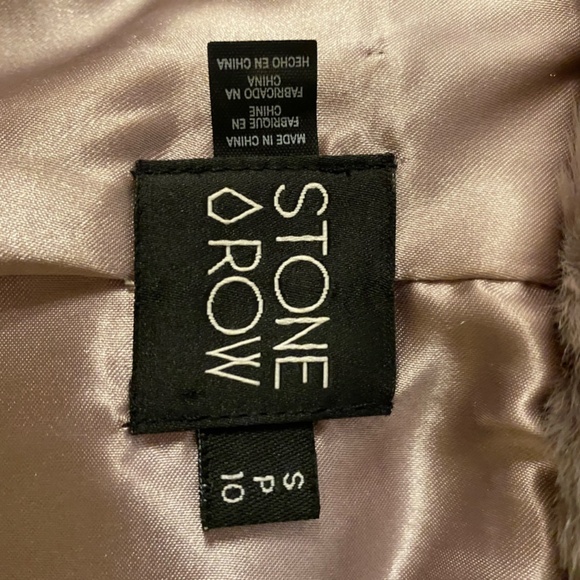 MADE IN CHINA
FABRIQUE EN
CHINE
FABRICADO NA
CHINA
HECHO EN CHINA
STONE
ROW
S
P
10